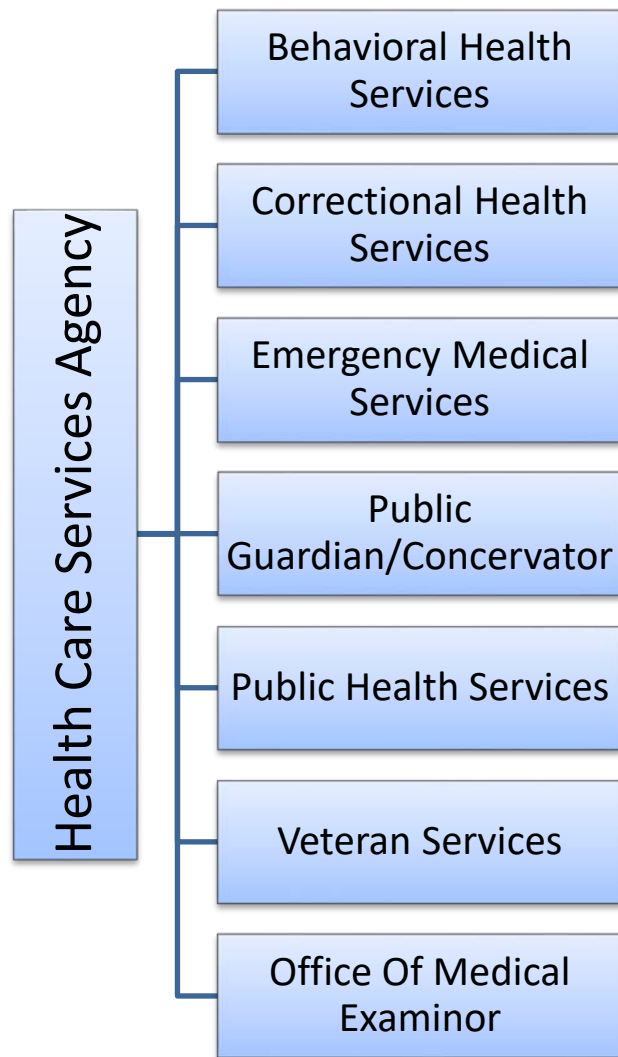 Health Care Services Agency
Behavioral Health
Services
Correctional Health
Services
Emergency Medical
Services
Public
Guardian/Concervator
Public Health Services
Veteran Services
Office Of Medical
Examinor